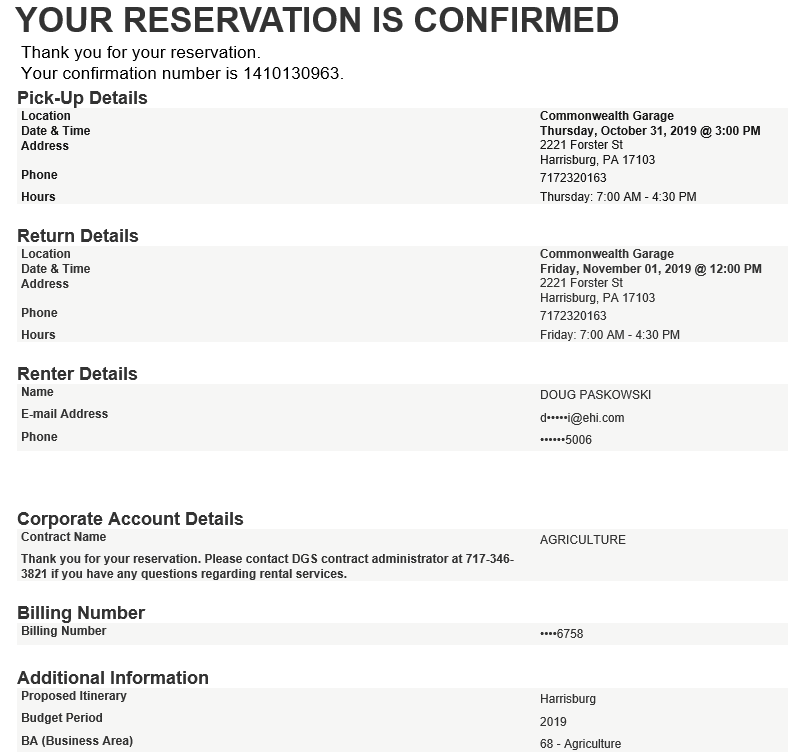 YOUR RESERVATION IS CONFIRMED
Thank you for your reservation.
Your confirmation number is 1410130963.
Pick-Up Details
Location Commonwealth Garage
Date & Time Thursday, October 31, 2019 @ 3:00 PM
Address 2221 Forster St
Harrisburg, PA 17103
Phone 7172320163
Hours Thursday: 7:00 AM - 4:30 PM
Return Details
Location Commonwealth Garage
Date & Time Friday, November 01, 2019 @ 12:00 PM
Address 2221 Forster St
Harrisburg, PA 17103
Phone 7172320163
Hours Friday: 7:00 AM - 4:30 PM
Renter Details
Name DOUG PASKOWSKI
E-mail Address d•••••i@ehi.com
Phone ••••••5006
Corporate Account Details
Contract Name AGRICULTURE
Thank you for your reservation. Please contact DGS contract administrator at 717-346-
3821 if you have any questions regarding rental services.
Billing Number
Billing Number ••••6758
Additional Information
Proposed Itinerary Harrisburg
Budget Period 2019
BA (Business Area) 68 - Agriculture